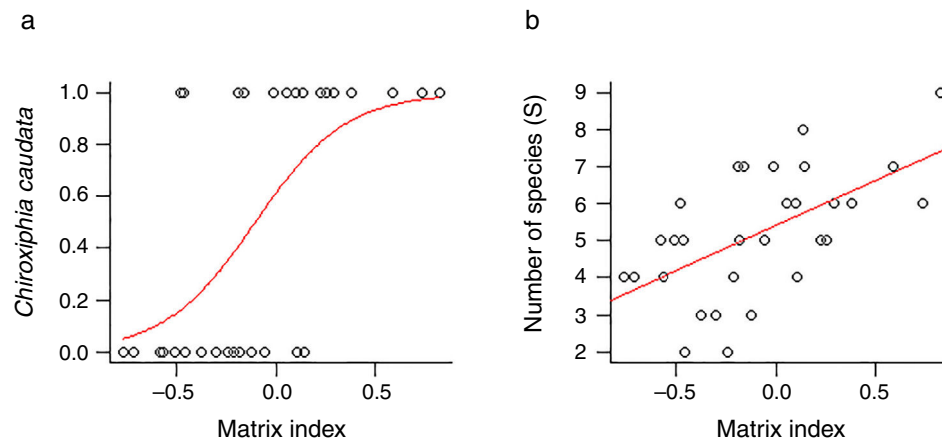 a
Chiroxiphia caudata
1.0
0.8
0.6
0.4
0.2
0.0
−0.5 0.0 0.5
Matrix index
b
Number of species (S)
9
8
7
6
5
4
3
2
−0.5 0.0 0.5
Matrix index